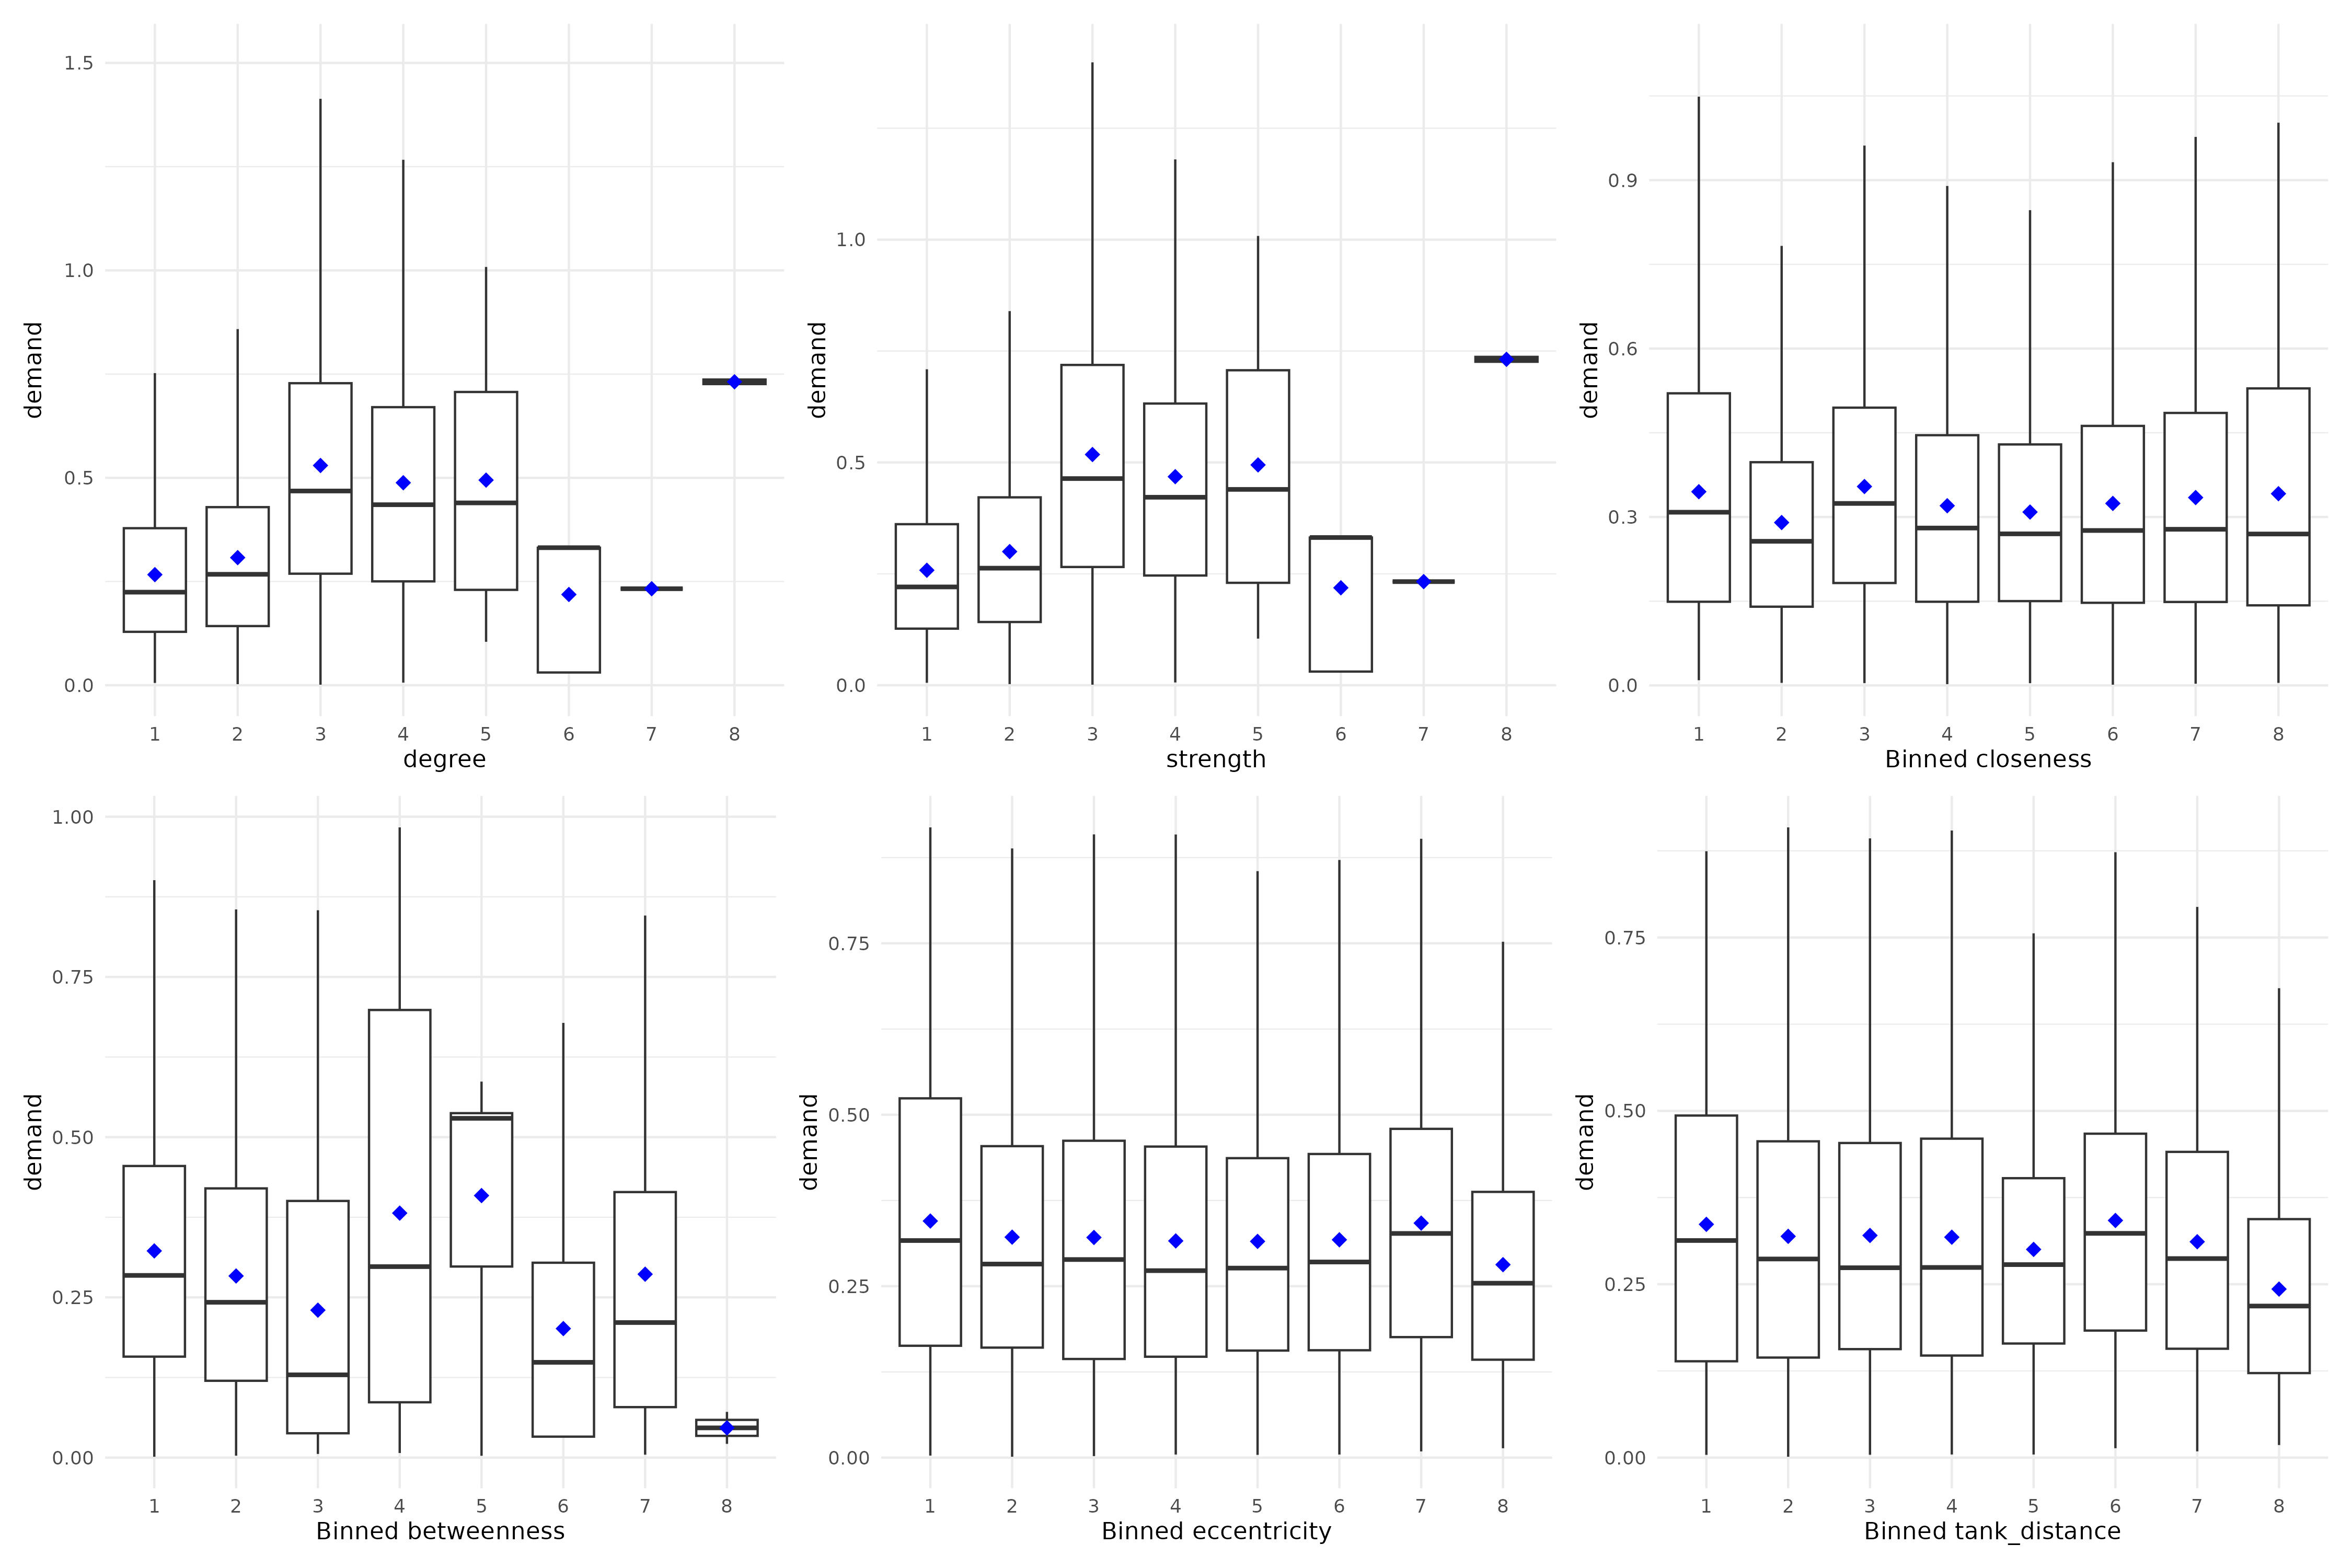 demand
1.5
1.0
0.5
0.0
1 2 3 4 5 6 7 8
degree
demand
1.0
0.5
0.0
1 2 3 4 5 6 7 8
strength
demand
0.9
0.6
0.3
0.0
1 2 3 4 5 6 7 8
Binned closeness
demand
1.00
0.75
0.50
0.25
0.00
1 2 3 4 5 6 7 8
Binned betweenness
demand
0.75
0.50
0.25
0.00
1 2 3 4 5 6 7 8
Binned eccentricity
demand
0.75
0.50
0.25
0.00
1 2 3 4 5 6 7 8
Binned tank_distance